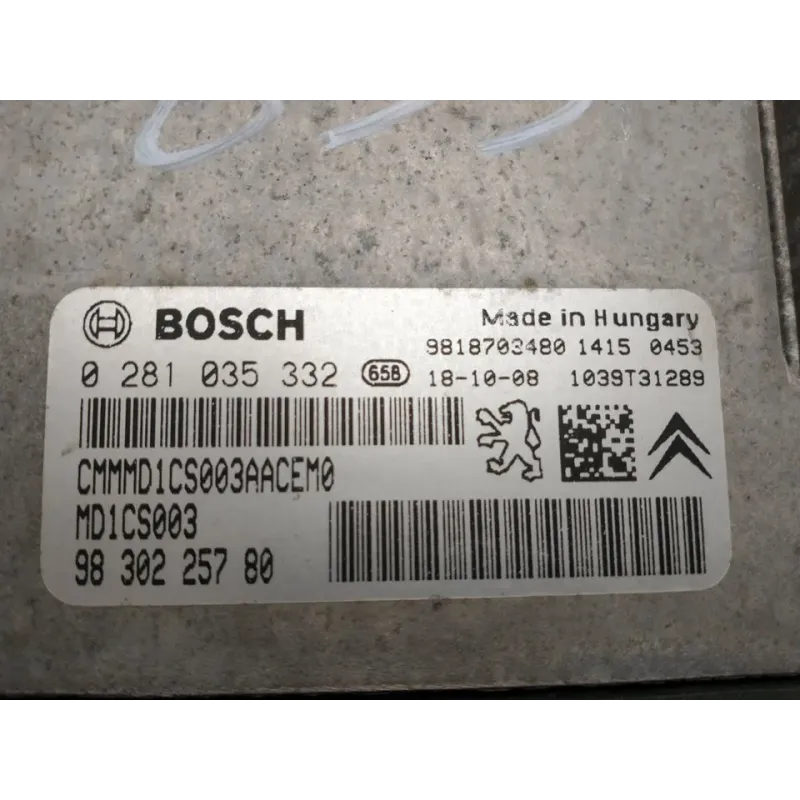 BOSCH
Made in Hungary
9818703480 1415 0453
0 281 035 332 65B 18-10-08 1039T31289
CMMMD1CS003AACEM0
MD1CS003
98 302 257 80